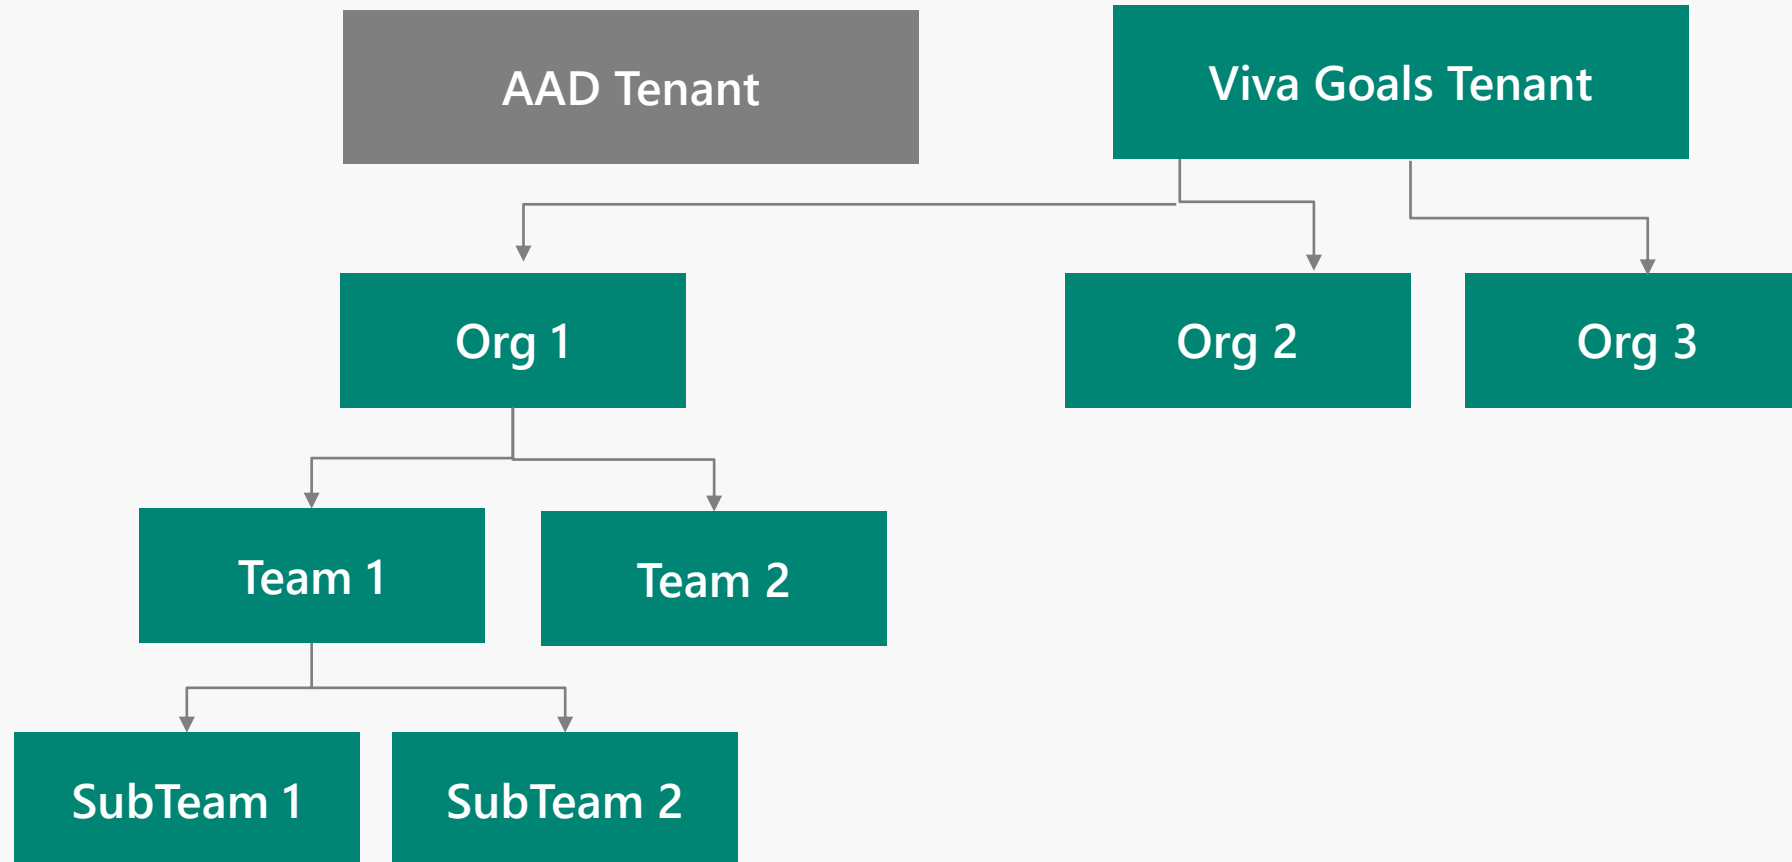 AAD Tenant
Viva Goals Tenant
Org 1
Org 2
Org 3
Team 1
Team 2
SubTeam 1
SubTeam 2